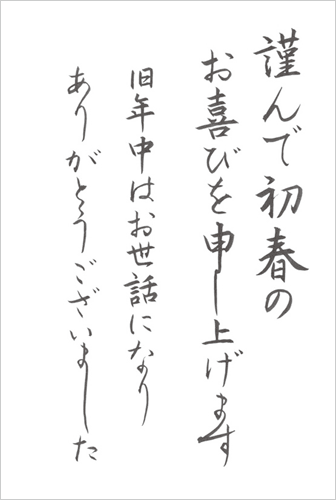 謹んで初春の
お喜びを申し上げます
旧年中はお世話になり
ありがとうございました